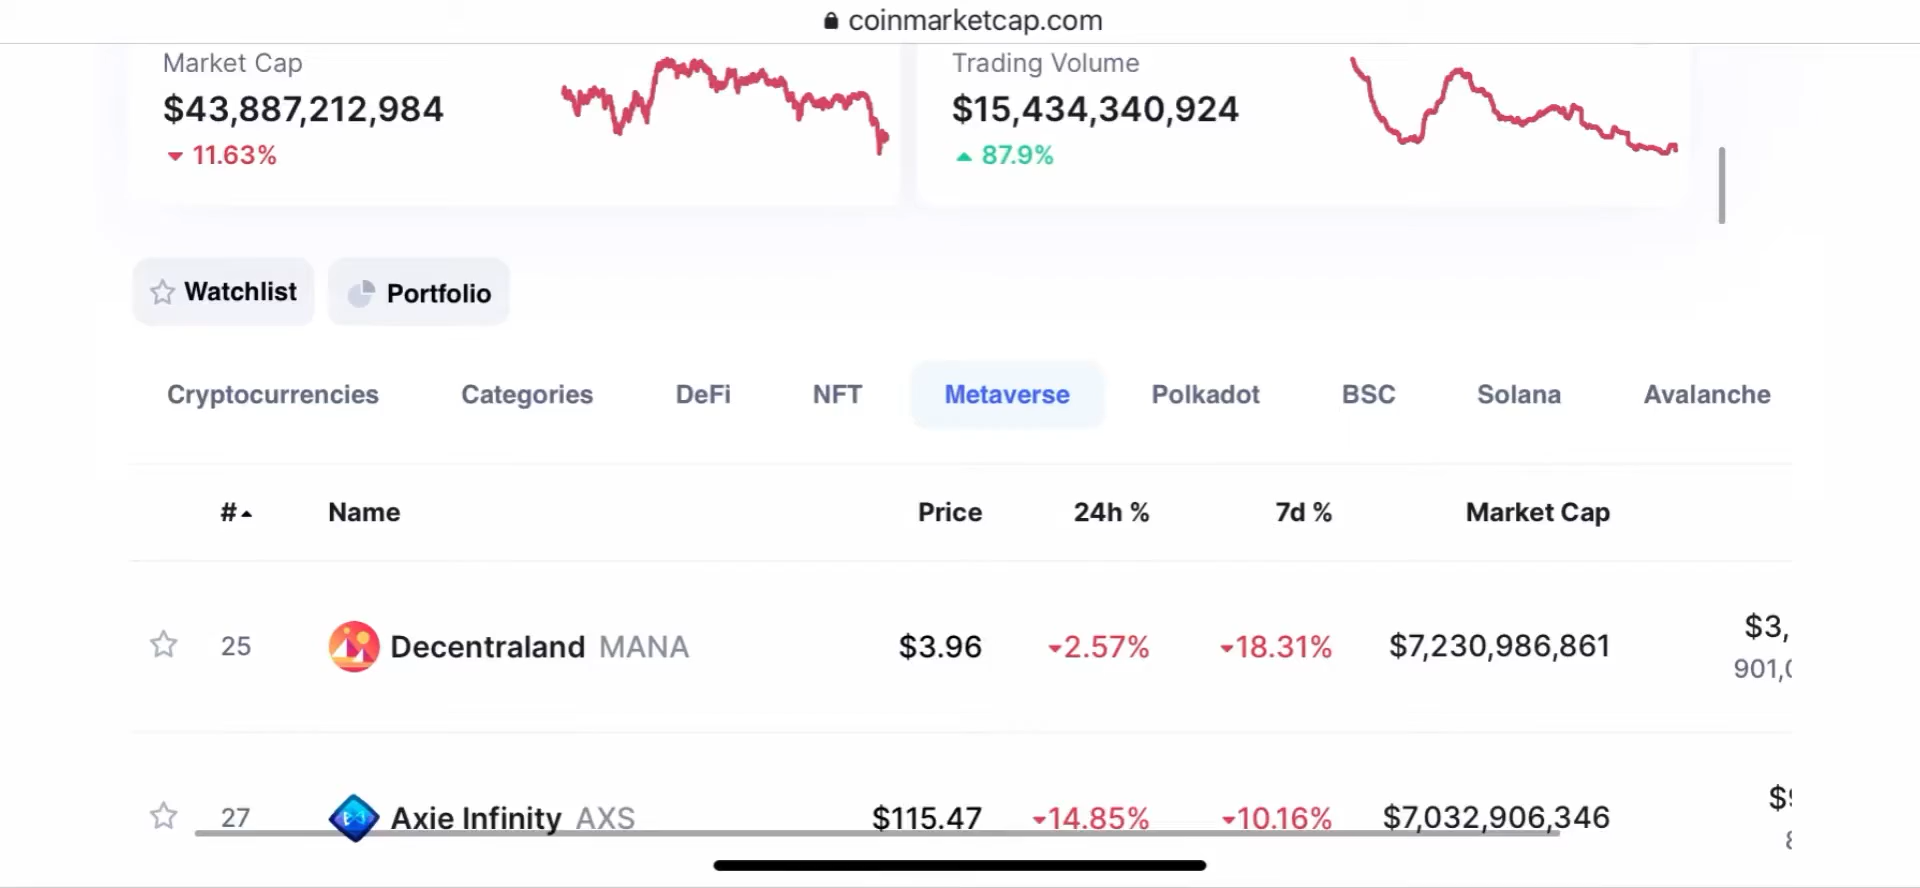 coinmarketcap.com
Market Cap
$43,887,212,984
11.63%
Trading Volume
$15,434,340,924
87.9%
Watchlist Portfolio
Cryptocurrencies Categories DeFi NFT Metaverse Polkadot BSC Solana Avalanche
# Name Price 24h % 7d % Market Cap
25 Decentraland MANA $3.96 2.57% 18.31% $7,230,986,861 $3,
901,
27 Axie Infinity AXS $115.47 14.85% 10.16% $7,032,906,346